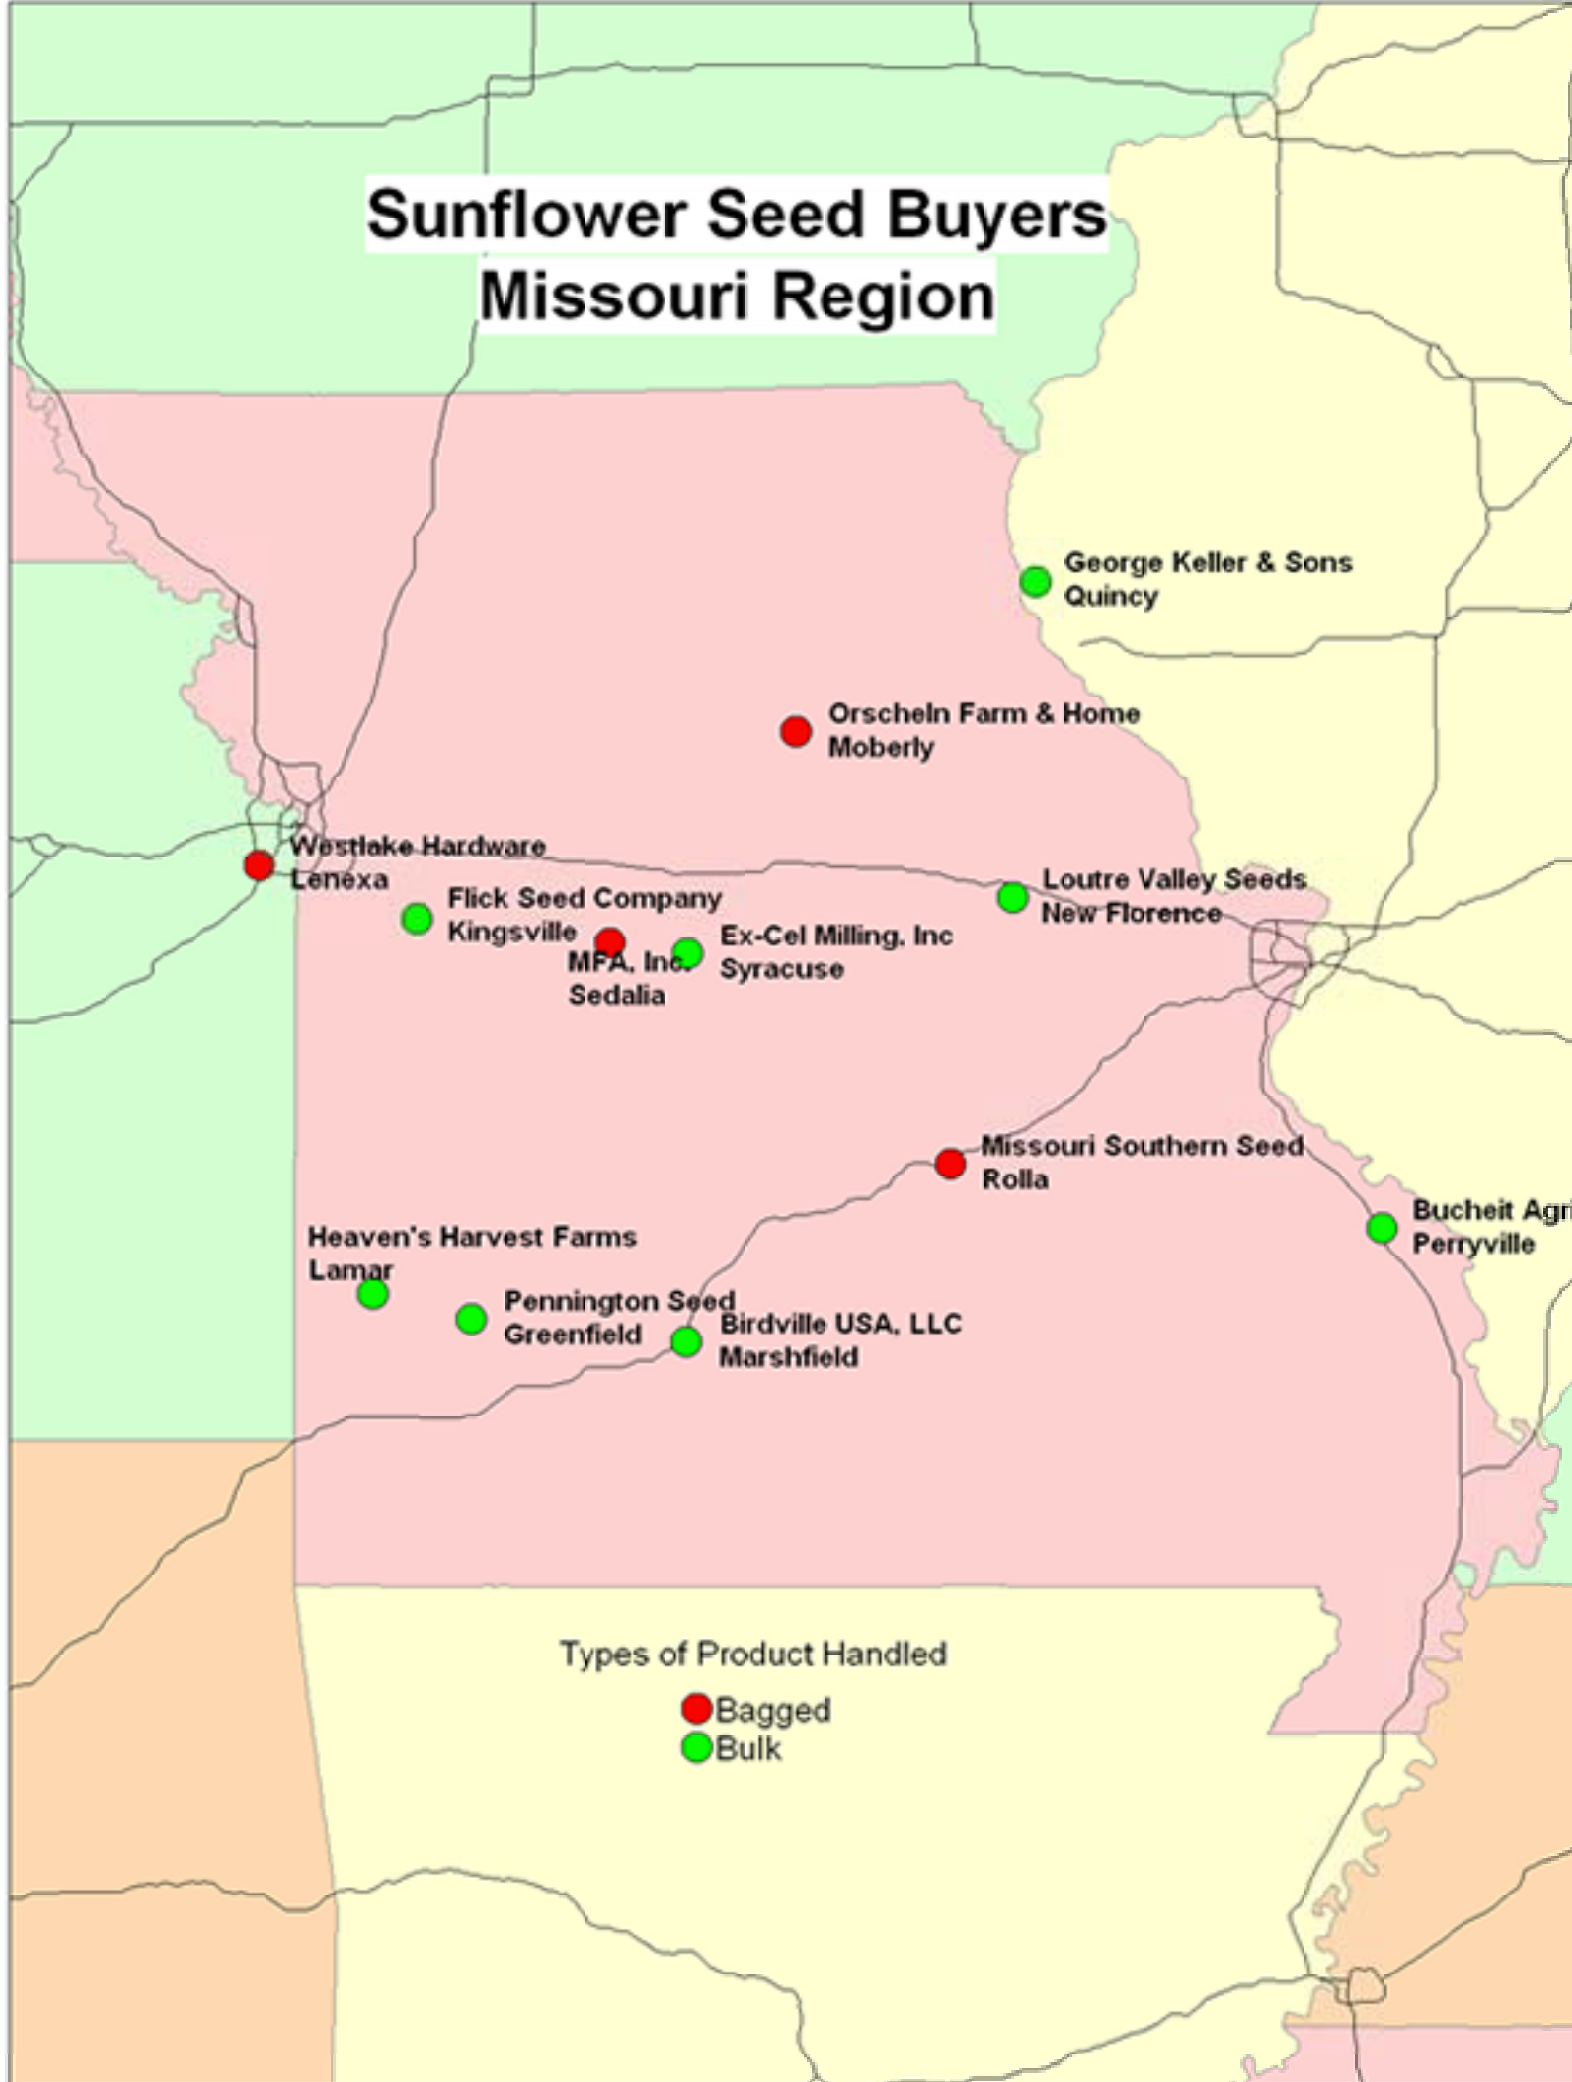 Sunflower Seed Buyers
Missouri Region
George Keller & Sons
Quincy
Orscheln Farm & Home
Moberly
Westlake Hardware
Lenexa
Loutre Valley Seeds
New Florence
Flick Seed Company
Kingsville
Ex-Cel Milling, Inc
Syracuse
MFA, Inc.
Sedalia
Missouri Southern Seed
Rolla
Bucheit Agri
Perryville
Heaven's Harvest Farms
Lamar
Pennington Seed
Greenfield
Birdville USA, LLC
Marshfield
Types of Product Handled
Bagged
Bulk